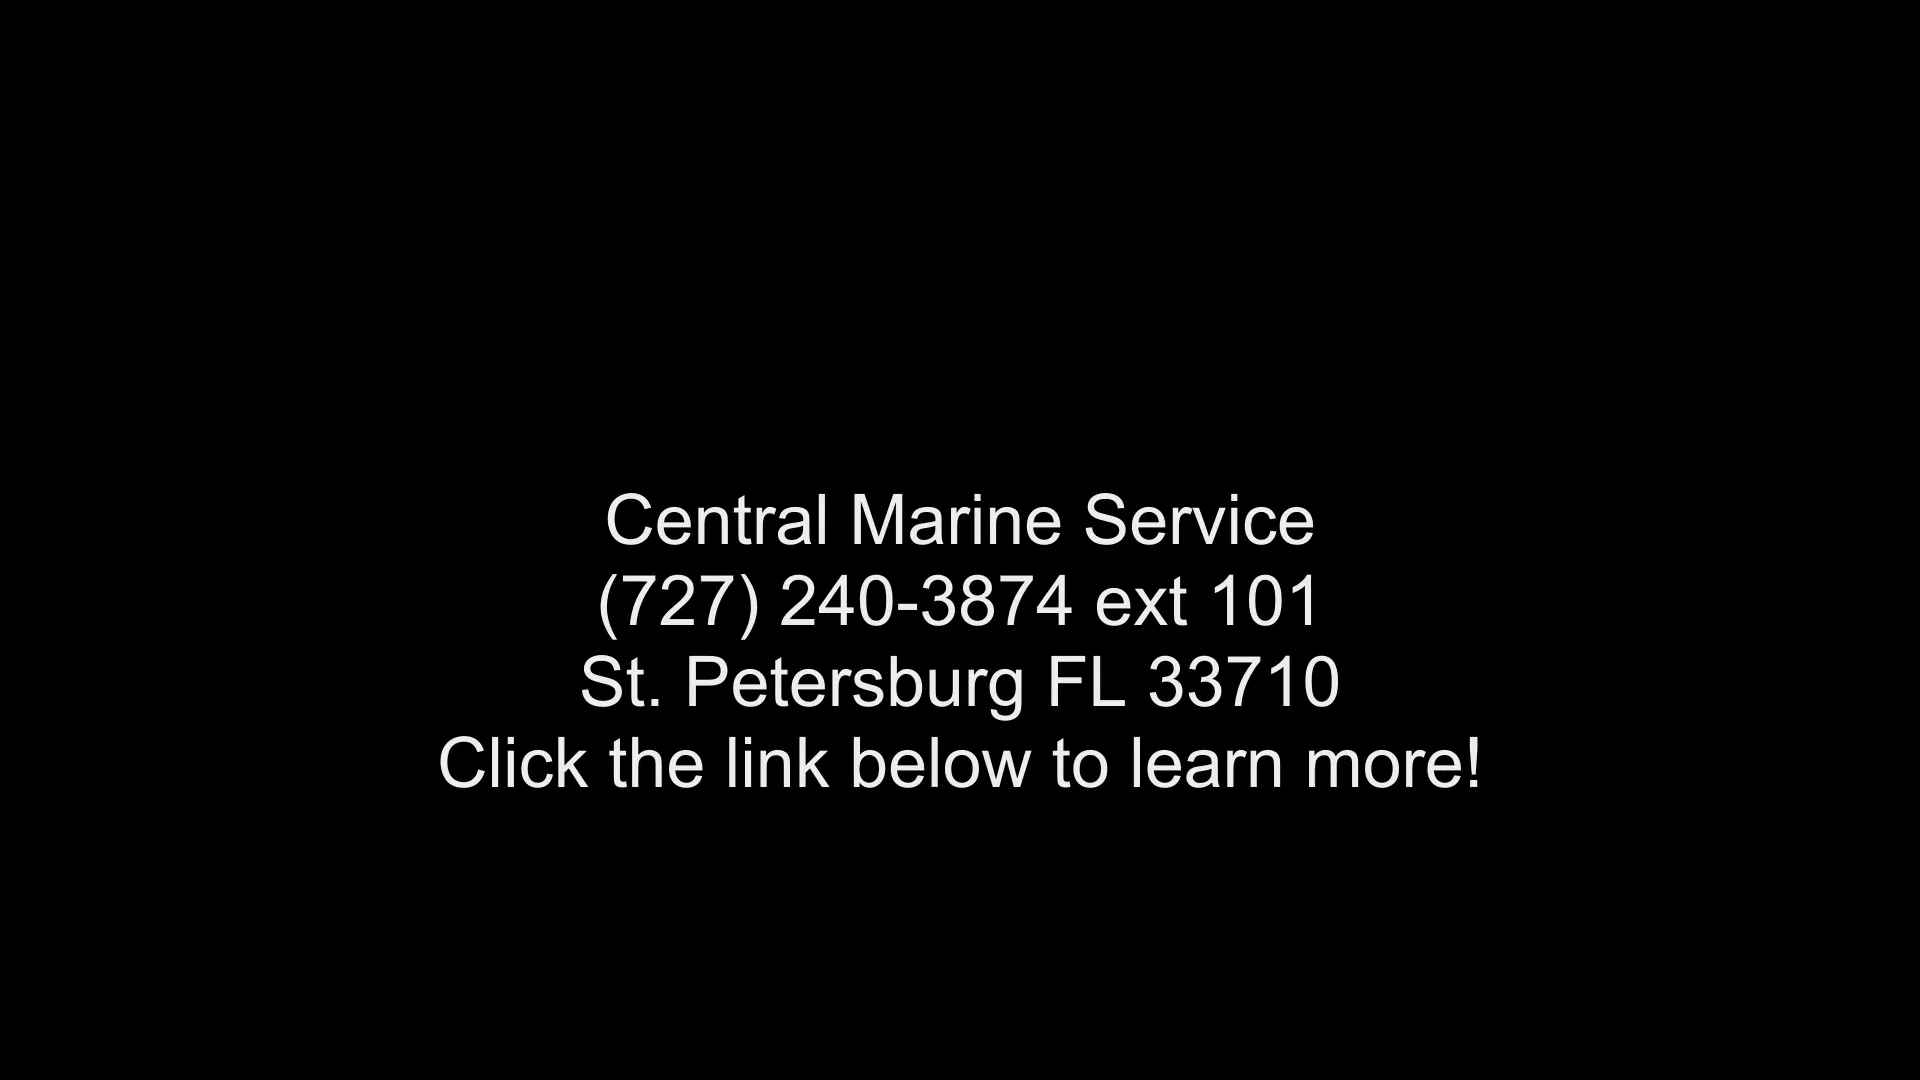 Central Marine Service
(727) 240-3874 ext 101
St. Petersburg FL 33710
Click the link below to learn more!